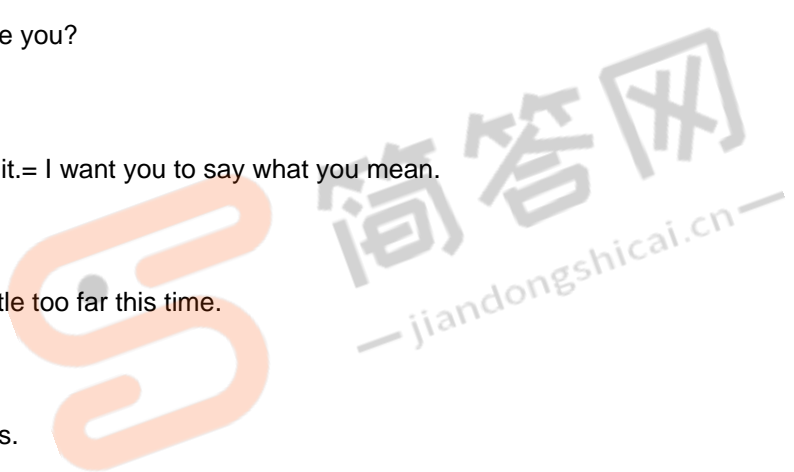 e you?
it.= I want you to say what you mean.
简答网
jiandongshicai.cn
tle too far this time.
s.